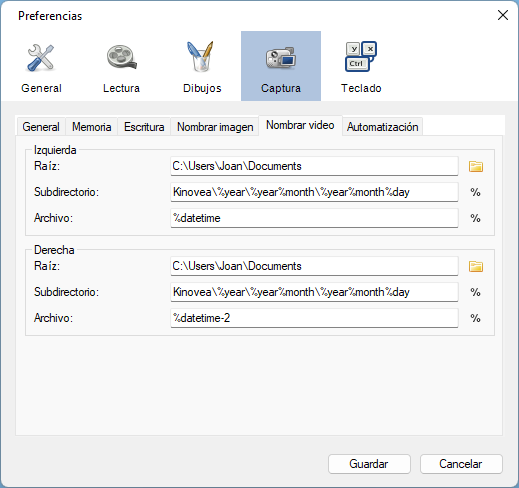 Preferencias
General Lectura Dibujos Captura Teclado
Y X
Ctrl
General Memoria Escritura Nombrar imagen Nombrar video Automatización
Izquierda
Raíz: C:\Users\Joan\Documents
Subdirectorio: Kinovea\%year\%year%month\%year%month%day %
Archivo: %datetime %
Derecha
Raíz: C:\Users\Joan\Documents
Subdirectorio: Kinovea\%year\%year%month\%year%month%day %
Archivo: %datetime-2 %
Guardar Cancelar